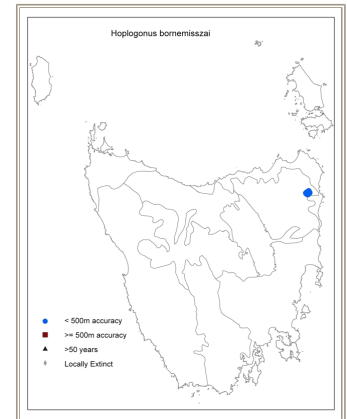 Hoplogonus bornemisszai
< 500m accuracy
>= 500m accuracy
>50 years
Locally Extinct